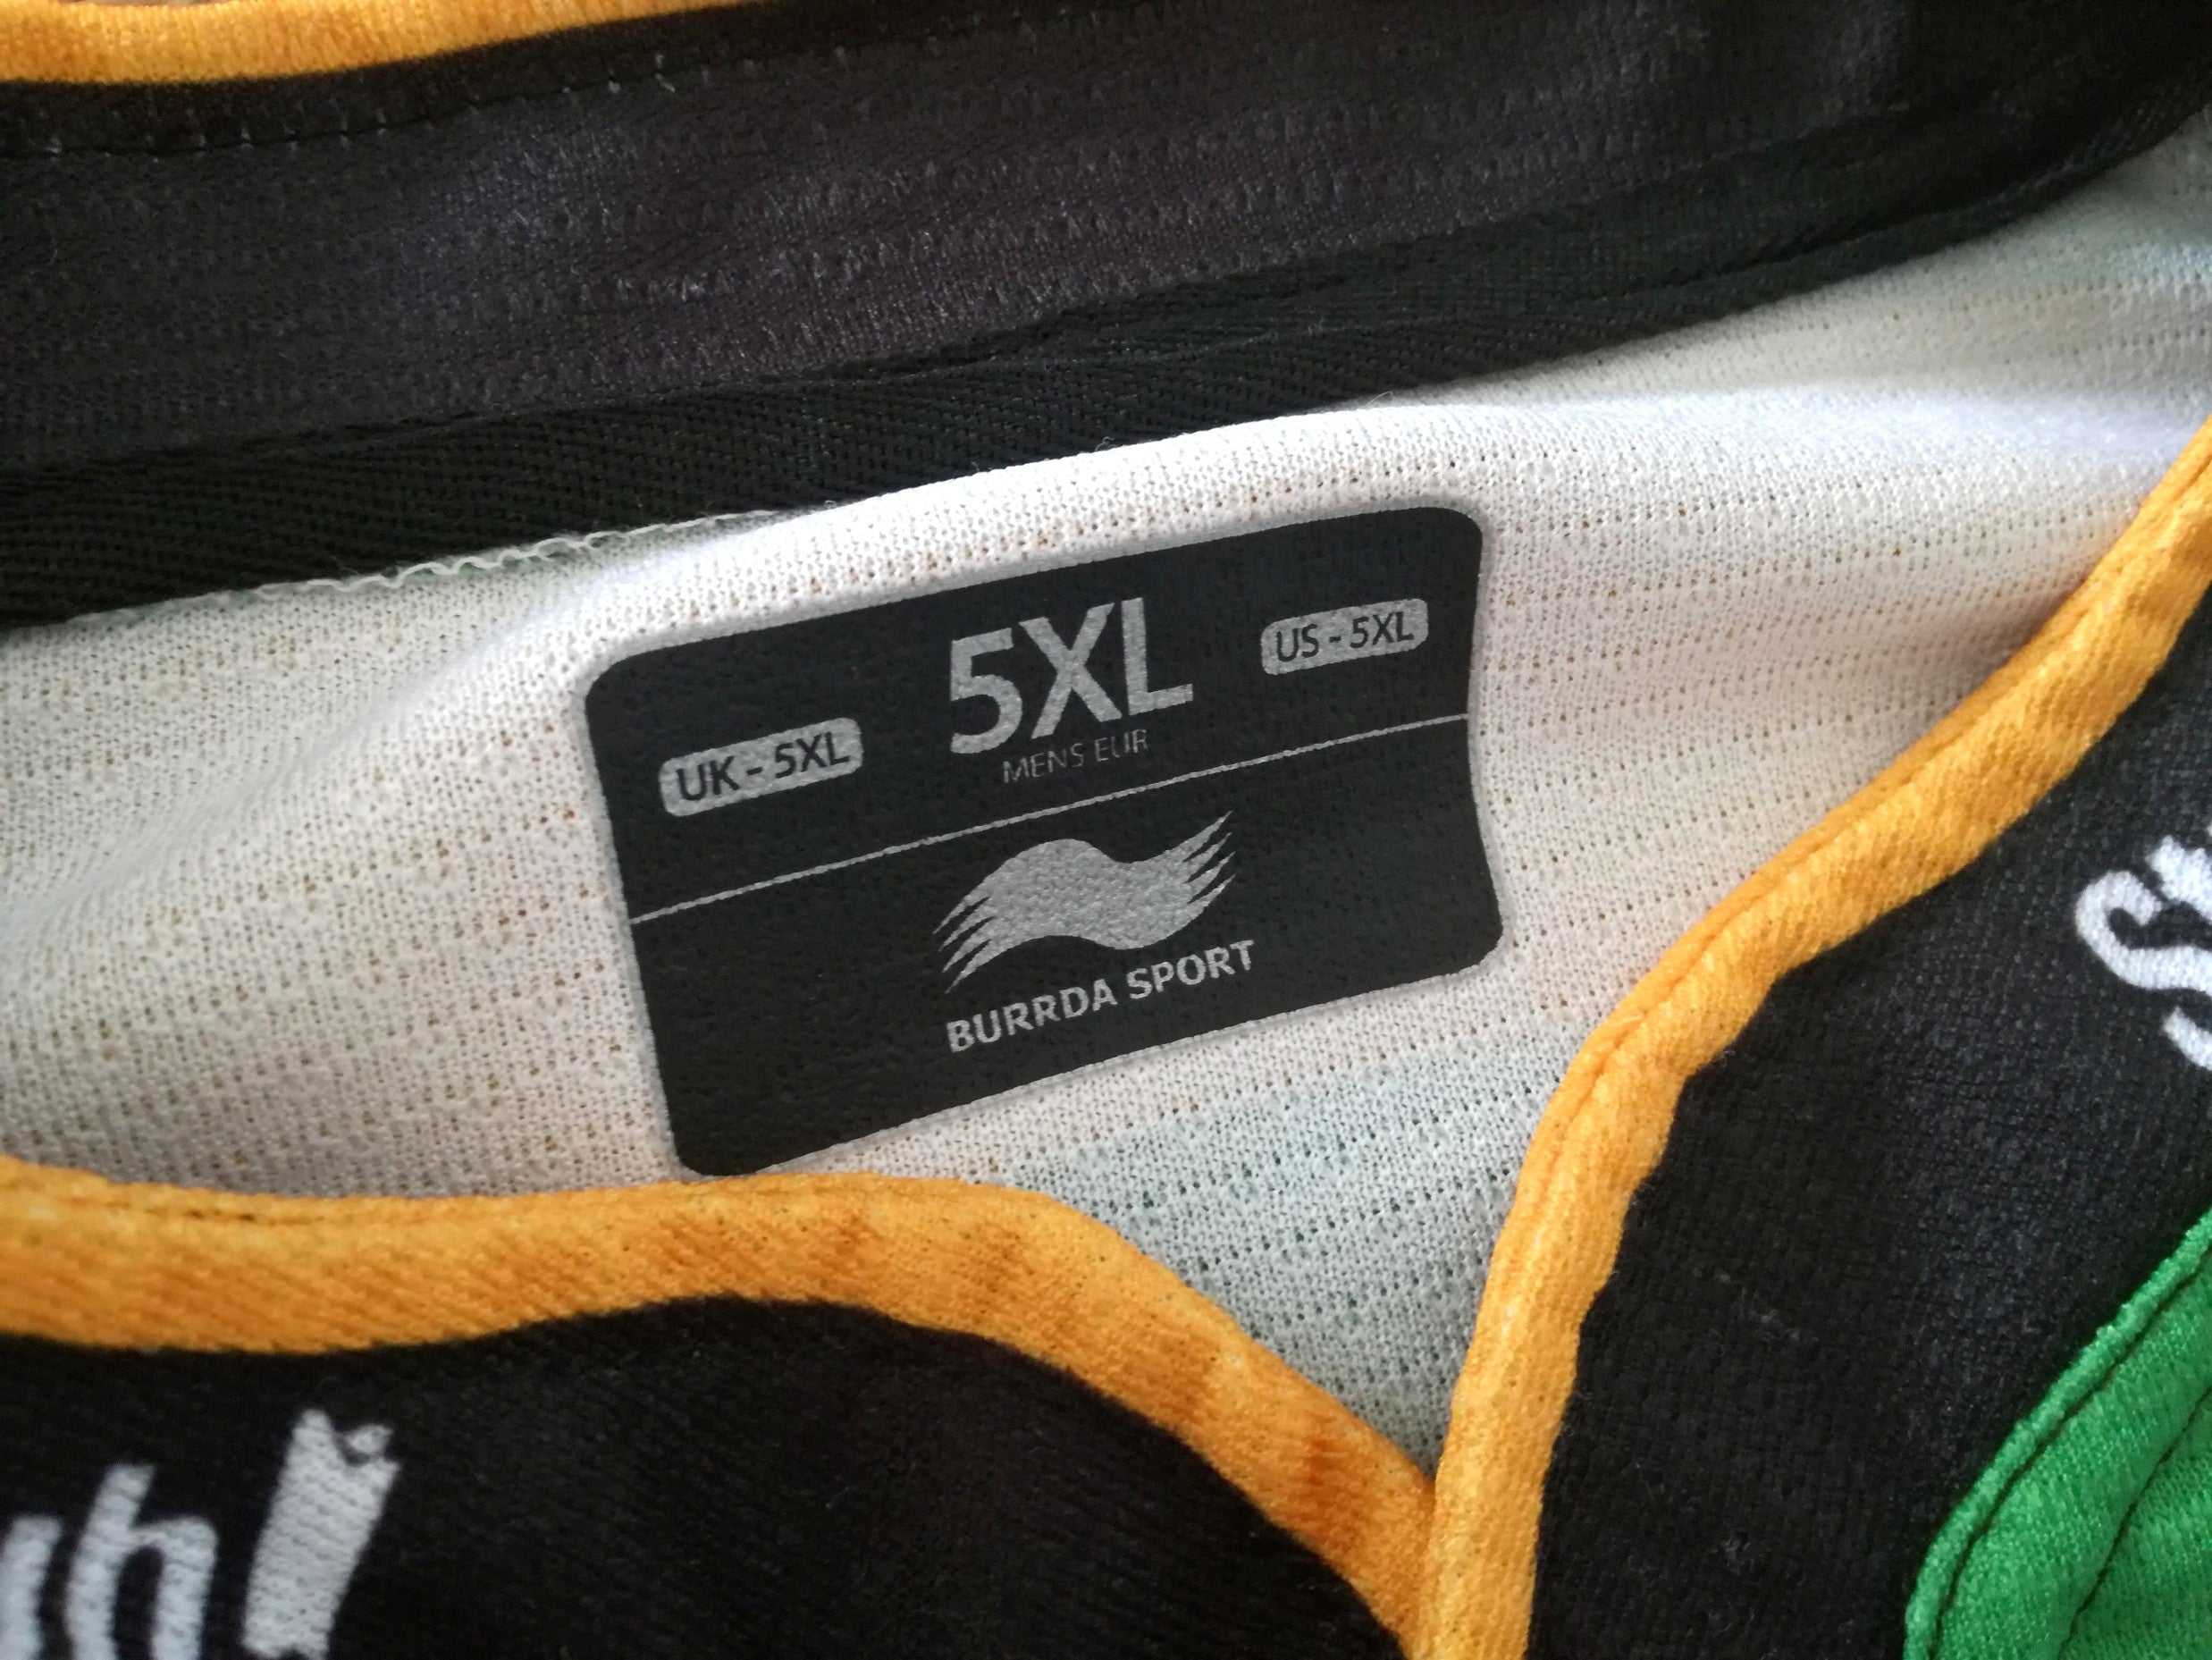 5XL
UK - 5XL
US - 5XL
MENS EUR
BURRDA SPORT